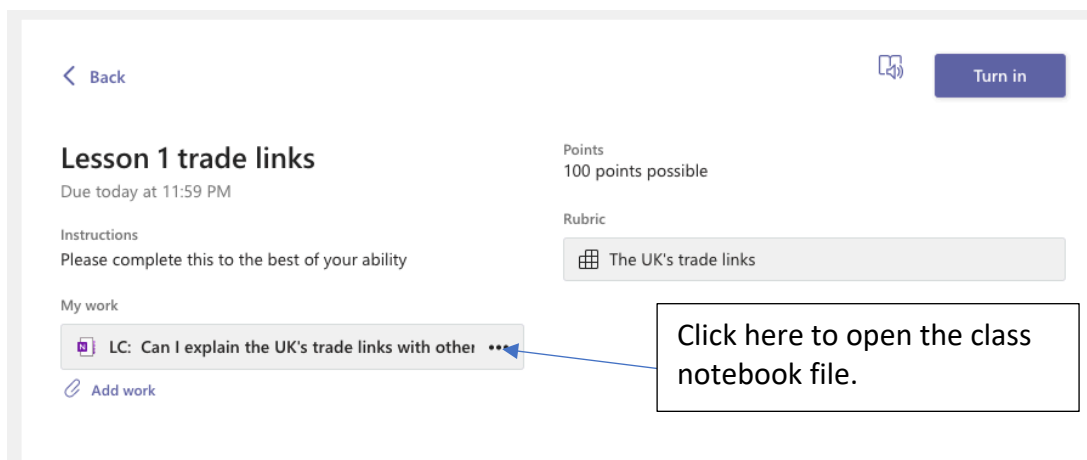 Back
Turn in
Lesson 1 trade links
Due today at 11:59 PM
Instructions
Please complete this to the best of your ability
My work
N
LC: Can I explain the UK's trade links with other
Add work
Points
100 points possible
Rubric
The UK's trade links
Click here to open the class
notebook file.